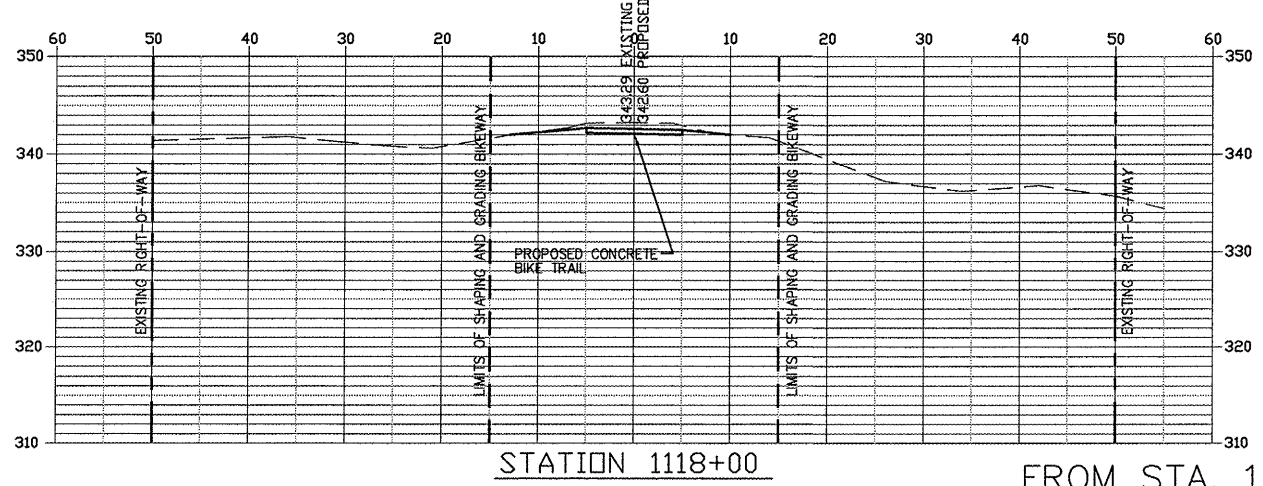 343.29 EXISTING
342.60 PROPOSED
60 50 40 30 20 10 0 10 20 30 40 50 60
350 350
340 340
330 330
320 320
310 310
EXISTING RIGHT-OF-WAY
LIMITS OF SHAPING AND GRADING BIKEWAY
LIMITS OF SHAPING AND GRADING BIKEWAY
EXISTING RIGHT-OF-WAY
PROPOSED CONCRETE
BIKE TRAIL
STATION 1118+00
FROM STA. 1